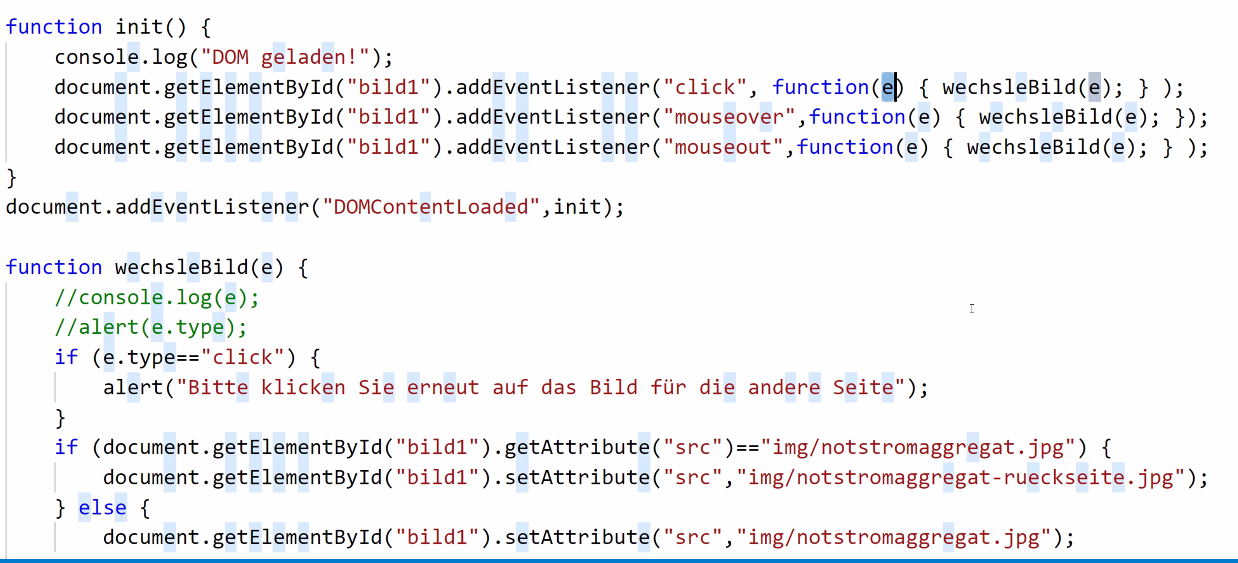 function init() {
    console.log("DOM geladen!");
    document.getElementById("bild1").addEventListener("click", function(e) { wechsleBild(e); } );
    document.getElementById("bild1").addEventListener("mouseover",function(e) { wechsleBild(e); });
    document.getElementById("bild1").addEventListener("mouseout",function(e) { wechsleBild(e); } );
}
document.addEventListener("DOMContentLoaded",init);

function wechsleBild(e) {
    //console.log(e);
    //alert(e.type);
    if (e.type=="click") {
        alert("Bitte klicken Sie erneut auf das Bild für die andere Seite");
    }
    if (document.getElementById("bild1").getAttribute("src")=="img/notstromaggregat.jpg") {
        document.getElementById("bild1").setAttribute("src","img/notstromaggregat-rueckseite.jpg");
    } else {
        document.getElementById("bild1").setAttribute("src","img/notstromaggregat.jpg");